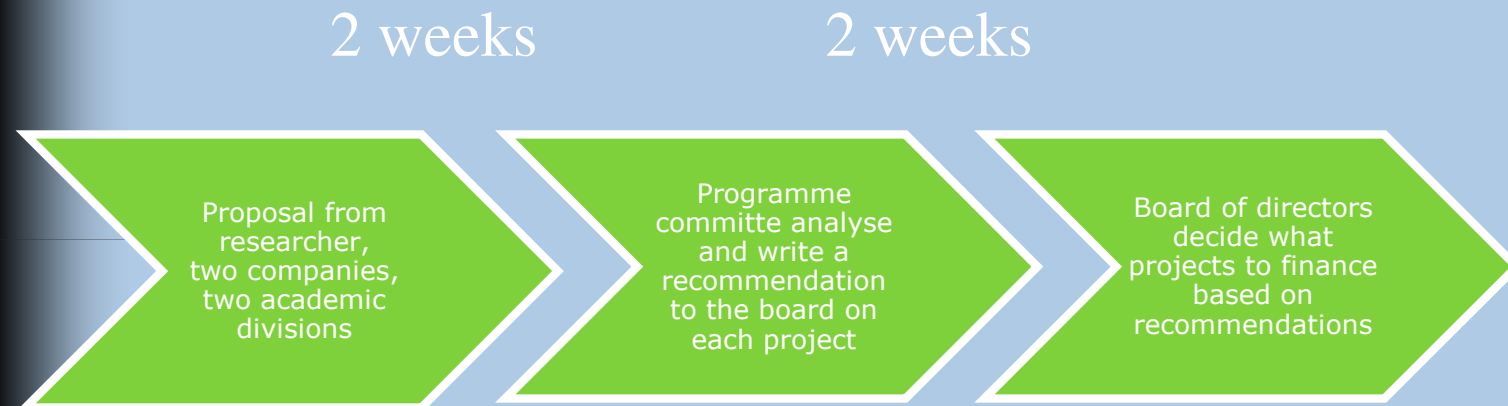 2 weeks
2 weeks
Proposal from
researcher,
two companies,
two academic
divisions
Programme
committe analyse
and write a
recommendation
to the board on
each project
Board of directors
decide what
projects to finance
based on
recommendations